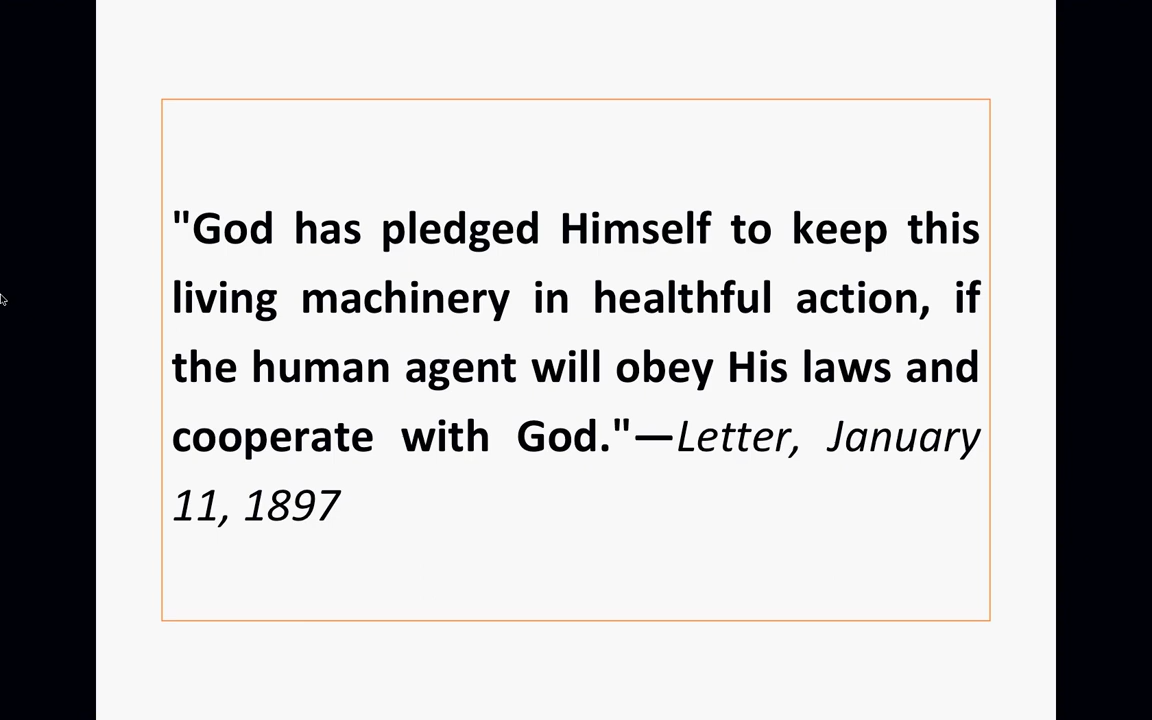 "God has pledged Himself to keep this
living machinery in healthful action, if
the human agent will obey His laws and
cooperate with God."—Letter, January
11, 1897